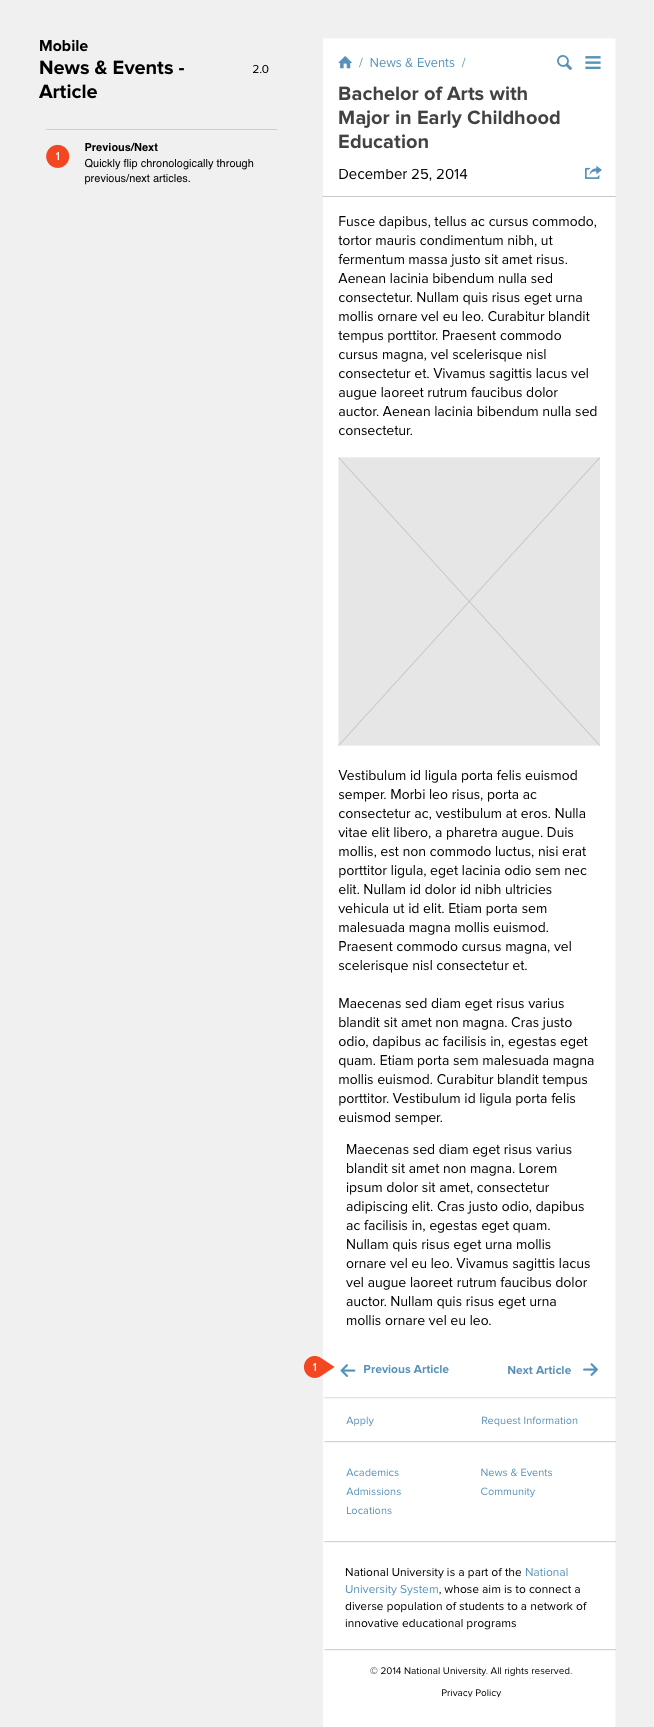 Mobile
News & Events -
Article
2.0
1
Previous/Next
Quickly flip chronologically through
previous/next articles.
/ News & Events /
Bachelor of Arts with
Major in Early Childhood
Education
December 25, 2014
Fusce dapibus, tellus ac cursus commodo,
tortor mauris condimentum nibh, ut
fermentum massa justo sit amet risus.
Aenean lacinia bibendum nulla sed
consectetur. Nullam quis risus eget urna
mollis ornare vel eu leo. Curabitur blandit
tempus porttitor. Praesent commodo
cursus magna, vel scelerisque nisl
consectetur et. Vivamus sagittis lacus vel
augue laoreet rutrum faucibus dolor
auctor. Aenean lacinia bibendum nulla sed
consectetur.
Vestibulum id ligula porta felis euismod
semper. Morbi leo risus, porta ac
consectetur ac, vestibulum at eros. Nulla
vitae elit libero, a pharetra augue. Duis
mollis, est non commodo luctus, nisi erat
porttitor ligula, eget lacinia odio sem nec
elit. Nullam id dolor id nibh ultricies
vehicula ut id elit. Etiam porta sem
malesuada magna mollis euismod.
Praesent commodo cursus magna, vel
scelerisque nisl consectetur et.
Maecenas sed diam eget risus varius
blandit sit amet non magna. Cras justo
odio, dapibus ac facilisis in, egestas eget
quam. Etiam porta sem malesuada magna
mollis euismod. Curabitur blandit tempus
porttitor. Vestibulum id ligula porta felis
euismod semper.
Maecenas sed diam eget risus varius
blandit sit amet non magna. Lorem
ipsum dolor sit amet, consectetur
adipiscing elit. Cras justo odio, dapibus
ac facilisis in, egestas eget quam.
Nullam quis risus eget urna mollis
ornare vel eu leo. Vivamus sagittis lacus
vel augue laoreet rutrum faucibus dolor
auctor. Nullam quis risus eget urna
mollis ornare vel eu leo.
1
Previous Article
Next Article
Apply
Request Information
Academics
Admissions
Locations
News & Events
Community
National University is a part of the National
University System, whose aim is to connect a
diverse population of students to a network of
innovative educational programs
© 2014 National University. All rights reserved.
Privacy Policy